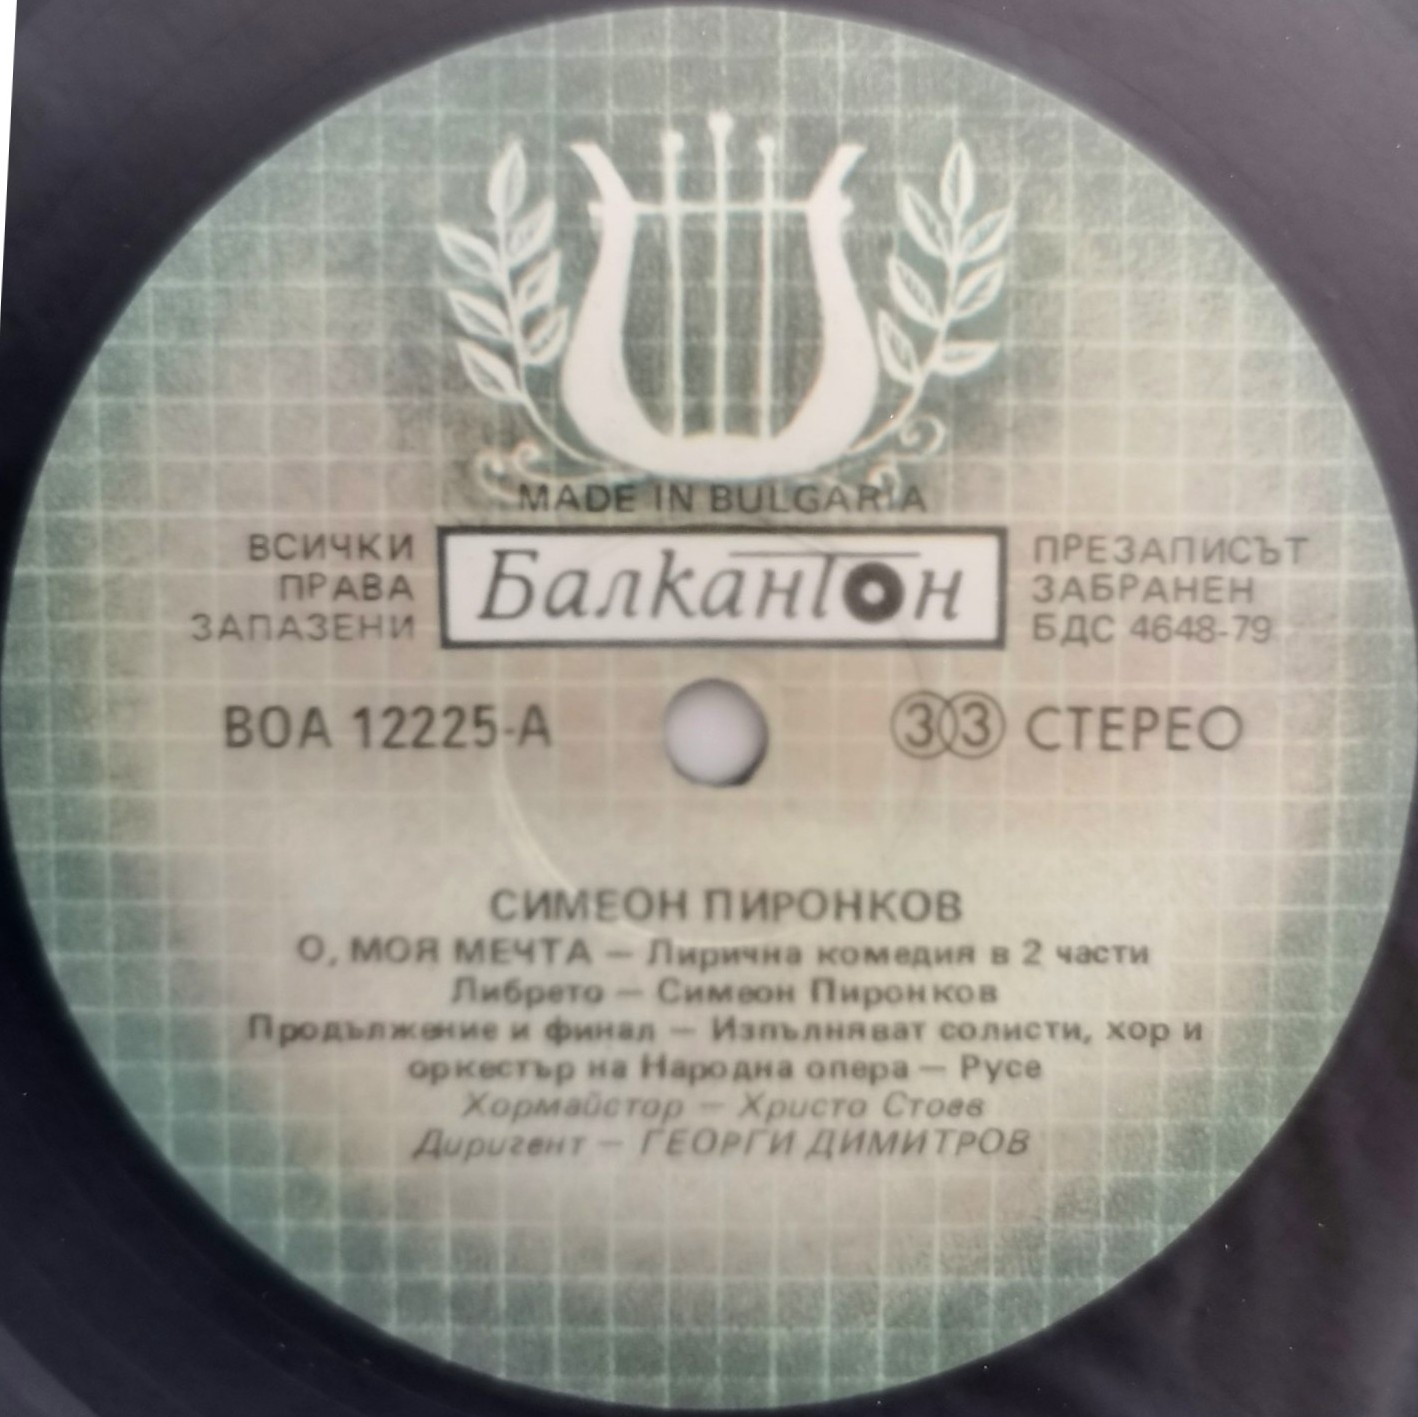 MADE IN BULGARIA
ВСИЧКИ
ПРАВА
ЗАПАЗЕНИ
Балкантон
ПРЕЗАПИСЪТ
ЗАБРАНЕН
БДС 4648-79
ВОА 12225-А
33 СТЕРЕО
СИМЕОН ПИРОНКОВ
О, МОЯ МЕЧТА — Лирична комедия в 2 части
Либрето — Симеон Пиронков
Продължение и финал — Изпълняват солисти, хор и
оркестър на Народна опера — Русе
Хормайстор — Христо Стоев
Диригент — ГЕОРГИ ДИМИТРОВ